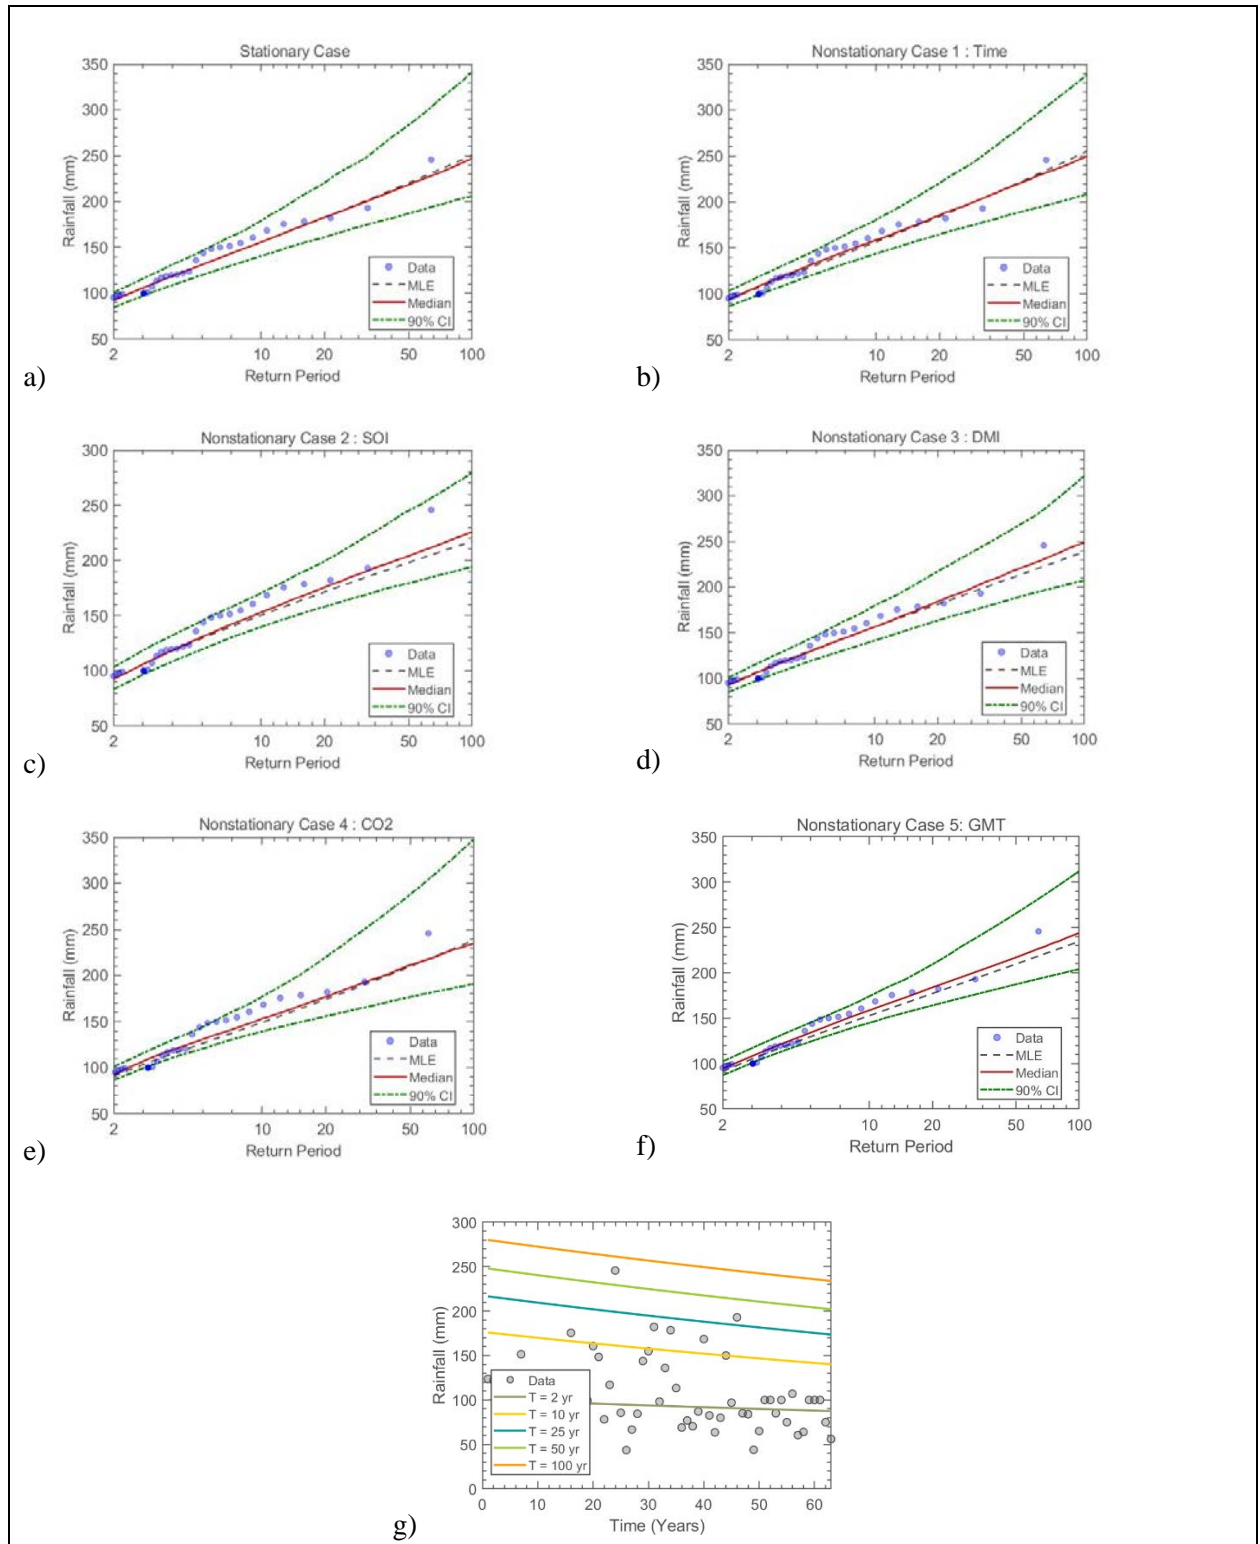 Stationary Case
350
300
250
200
150
100
50
Rainfall (mm)
Data
MLE
Median
90% CI
2 10 20 50 100
Return Period
a)
Nonstationary Case 1 : Time
350
300
250
200
150
100
50
Rainfall (mm)
Data
MLE
Median
90% CI
2 10 20 50 100
Return Period
b)
Nonstationary Case 2 : SOI
300
250
200
150
100
50
Rainfall (mm)
Data
MLE
Median
90% CI
2 10 20 50 100
Return Period
c)
Nonstationary Case 3 : DMI
350
300
250
200
150
100
50
Rainfall (mm)
Data
MLE
Median
90% CI
2 10 20 50 100
Return Period
d)
Nonstationary Case 4 : CO2
350
300
250
200
150
100
50
Rainfall (mm)
Data
MLE
Median
90% CI
2 10 20 50 100
Return Period
e)
Nonstationary Case 5: GMT
350
300
250
200
150
100
50
Rainfall (mm)
Data
MLE
Median
90% CI
2 10 20 50 100
Return Period
f)
300
250
200
150
100
50
0
Rainfall (mm)
Data
T = 2 yr
T = 10 yr
T = 25 yr
T = 50 yr
T = 100 yr
0 10 20 30 40 50 60
Time (Years)
g)